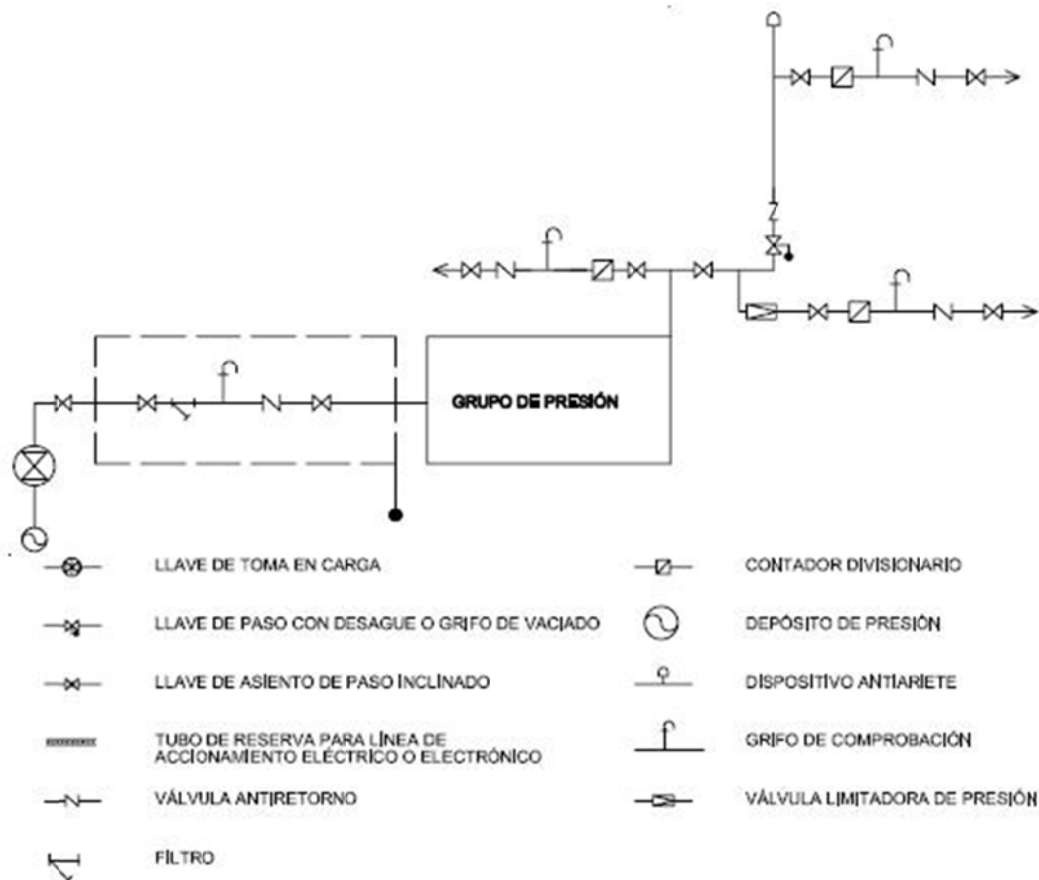 GRUPO DE PRESIÓN
LLAVE DE TOMA EN CARGA
LLAVE DE PASO CON DESAGUE O GRIFO DE VACIADO
LLAVE DE ASIENTO DE PASO INCLINADO
TUBO DE RESERVA PARA LÍNEA DE
ACCIONAMIENTO ELÉCTRICO O ELECTRÓNICO
VÁLVULA ANTIRETORNO
FILTRO
CONTADOR DIVISIONARIO
DEPÓSITO DE PRESIÓN
DISPOSITIVO ANTIARIETE
GRIFO DE COMPROBACIÓN
VÁLVULA LIMITADORA DE PRESIÓN